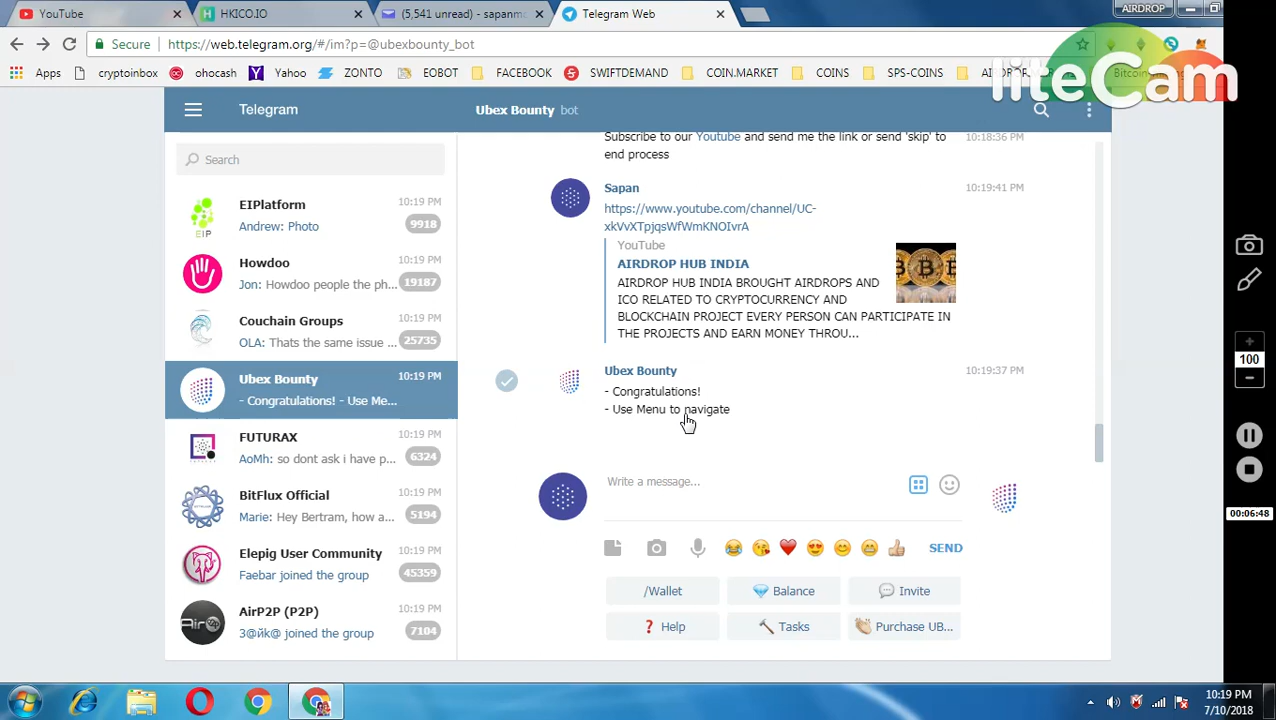 YouTube
HKICO.IO
(5,541 unread) - sapanm
Telegram Web
AIRDROP
Secure
https://web.telegram.org/#/im?p=@ubexbounty_bot
Apps
cryptoinbox
ohocash
Yahoo
ZON
EOBOT
FACEBOOK
SWIFTDEMAND
COIN.MARKET
COINS
SPS-COINS
liteCam
Telegram
Ubex Bounty bot
Search
EIPlatform
10:19 PM
Andrew: Photo
9918
Howdoo
10:19 PM
Jon: Howdoo people the ph...
19187
Couchain Groups
10:19 PM
OLA: Thats the same issue
25735
Ubex Bounty
10:19 PM
- Congratulations! - Use Me...
FUTURAX
10:19 PM
AoMh: so dont ask i have p...
6324
BitFlux Official
10:19 PM
Marie: Hey Bertram, how a...
5194
Elepig User Community
10:19 PM
Faebar joined the group
45359
AirP2P (P2P)
10:19 PM
З@йк@ joined the group
7104
Subscribe to our Youtube and send me the link or send 'skip' to
end process
10:18:36 PM
Sapan
10:19:41 PM
https://www.youtube.com/channel/UC-
xkVvXTpjqsWfWmKNOIvrA
YouTube
AIRDROP HUB INDIA
AIRDROP HUB INDIA BROUGHT AIRDROPS AND
ICO RELATED TO CRYPTOCURRENCY AND
BLOCKCHAIN PROJECT EVERY PERSON CAN PARTICIPATE IN
THE PROJECTS AND EARN MONEY THROU...
Ubex Bounty
10:19:37 PM
- Congratulations!
- Use Menu to navigate
Write a message...
SEND
/Wallet
Balance
Invite
Help
Tasks
Purchase UB...
100
00:06:48
10:19 PM
7/10/2018